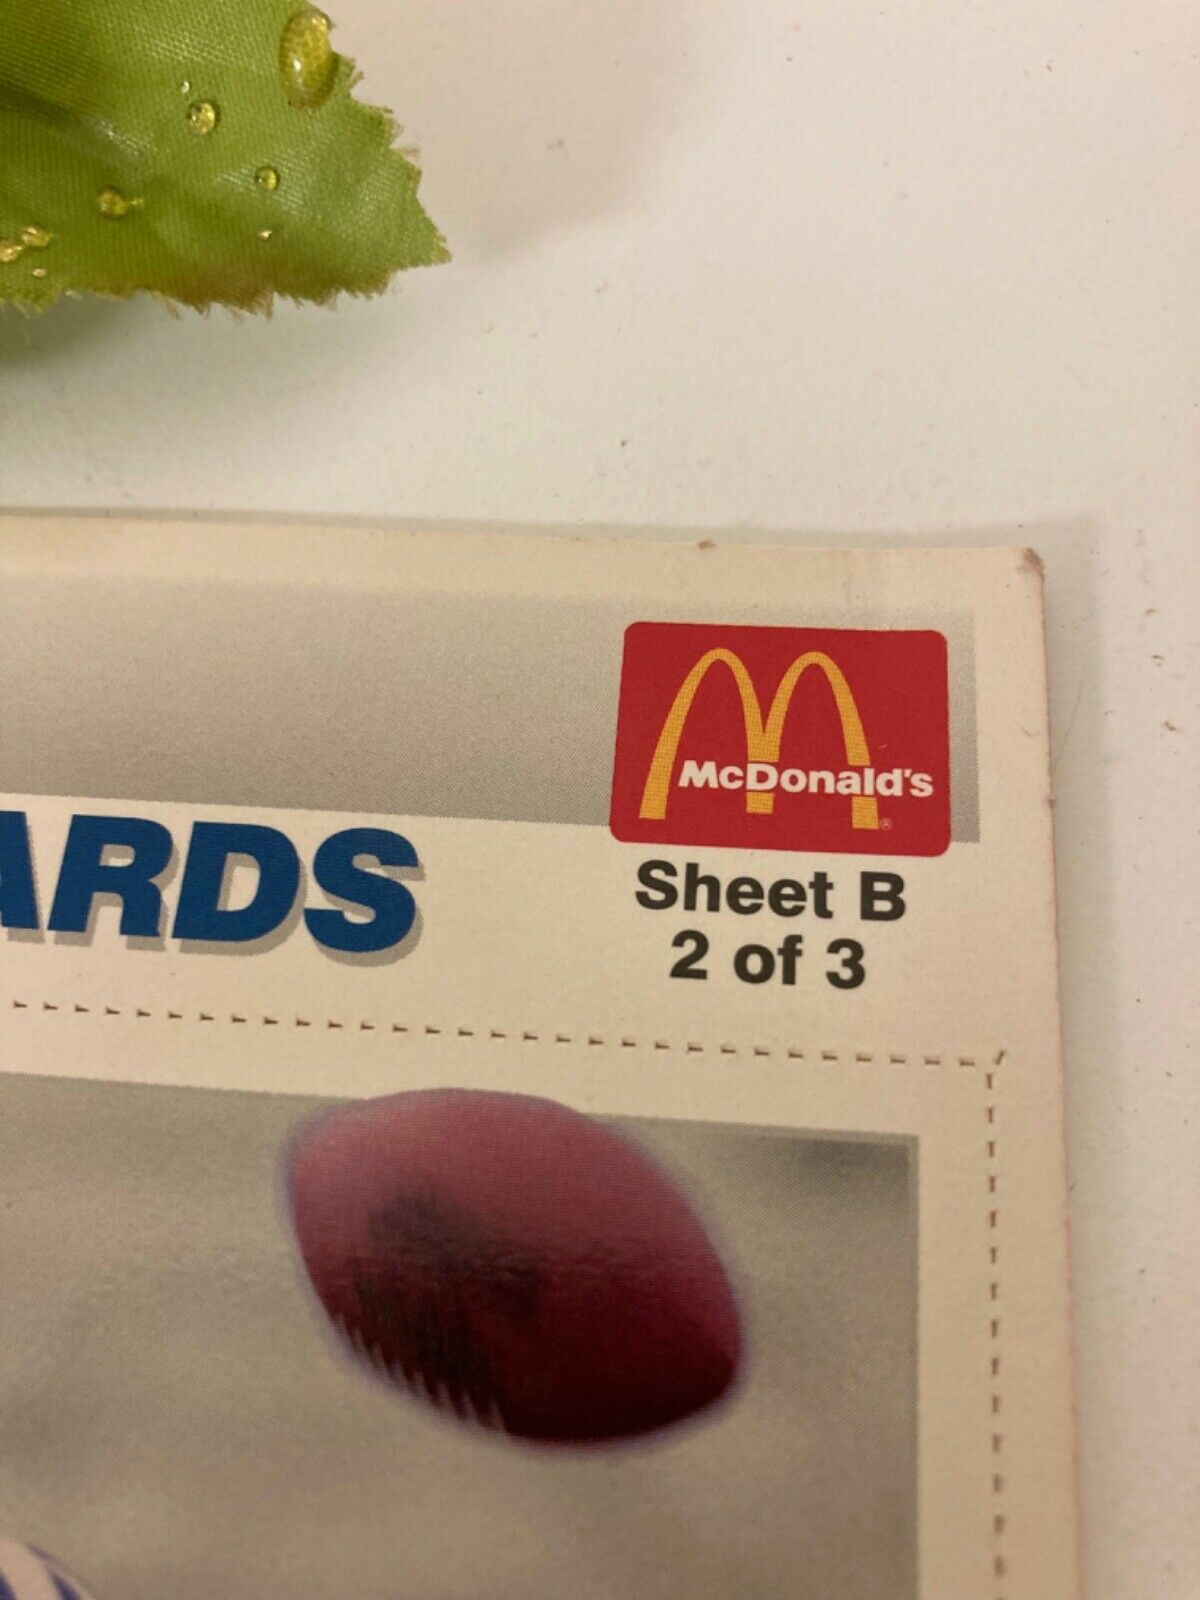 McDonald's
®
Sheet B
ARDS
2 of 3